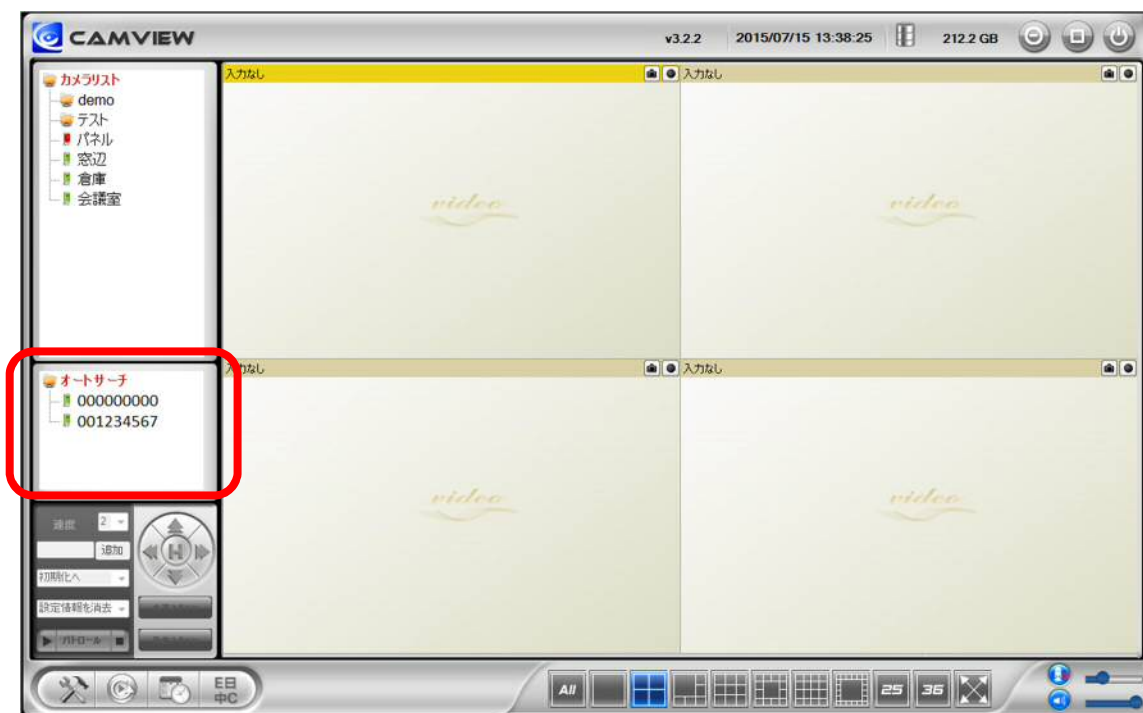 CAMVIEW
v3.2.2 2015/07/15 13:38:25 212.2 GB
カメラリスト
demo
テスト
パネル
窓辺
倉庫
会議室
入力なし
入力なし
video
video
オートサーチ
000000000
001234567
入力なし
入力なし
video
video
速度 2
追加
H
初期化へ
設定情報を消去
パトロール
E日
中C
All
25 36